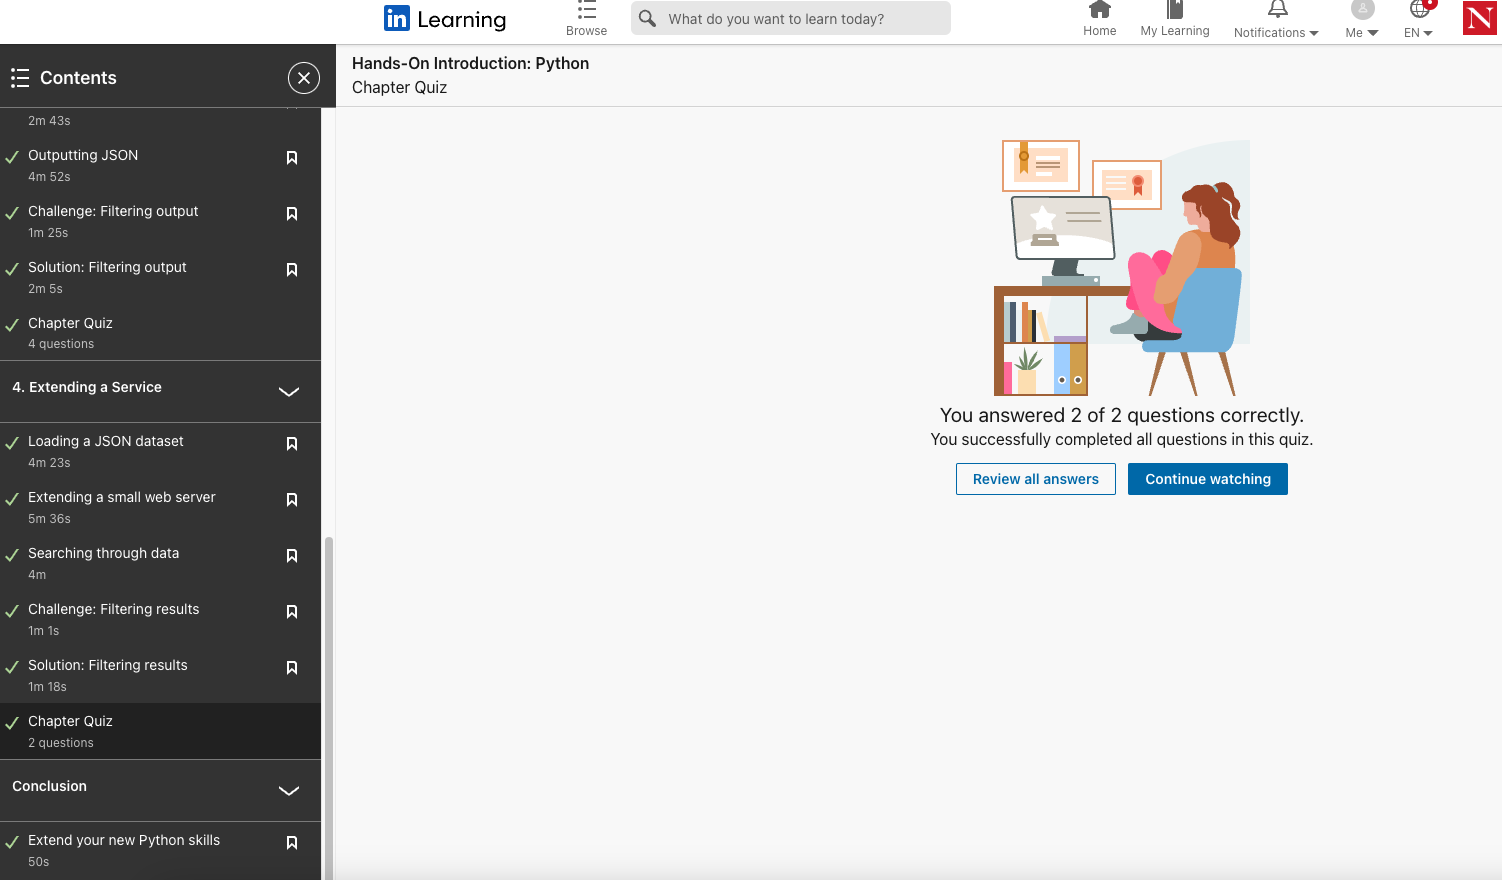 in Learning
Browse
What do you want to learn today?
Home
My Learning
Notifications
Me
EN
N
Contents
2m 43s
Outputting JSON
4m 52s
Challenge: Filtering output
1m 25s
Solution: Filtering output
2m 5s
Chapter Quiz
4 questions
4. Extending a Service
Loading a JSON dataset
4m 23s
Extending a small web server
5m 36s
Searching through data
4m
Challenge: Filtering results
1m 1s
Solution: Filtering results
1m 18s
Chapter Quiz
2 questions
Conclusion
Extend your new Python skills
50s
Hands-On Introduction: Python
Chapter Quiz
You answered 2 of 2 questions correctly.
You successfully completed all questions in this quiz.
Review all answers
Continue watching